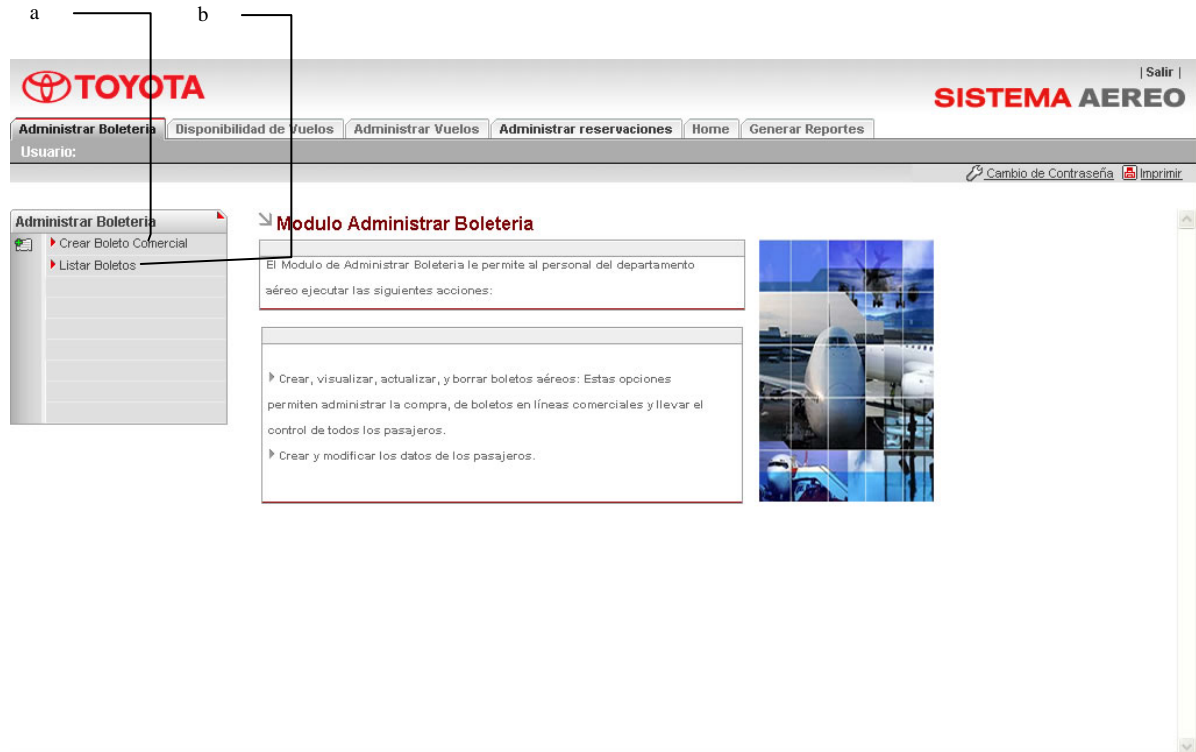 a b
TOYOTA
| Salir |
SISTEMA AEREO
Administrar Boleteria Disponibilidad de Vuelos Administrar Vuelos Administrar reservaciones Home Generar Reportes
Usuario:
Cambio de Contraseña Imprimir
Administrar Boleteria
Crear Boleto Comercial
Listar Boletos
Modulo Administrar Boleteria
El Modulo de Administrar Boleteria le permite al personal del departamento
aéreo ejecutar las siguientes acciones:
Crear, visualizar, actualizar, y borrar boletos aéreos: Estas opciones
permiten administrar la compra, de boletos en líneas comerciales y llevar el
control de todos los pasajeros.
Crear y modificar los datos de los pasajeros.